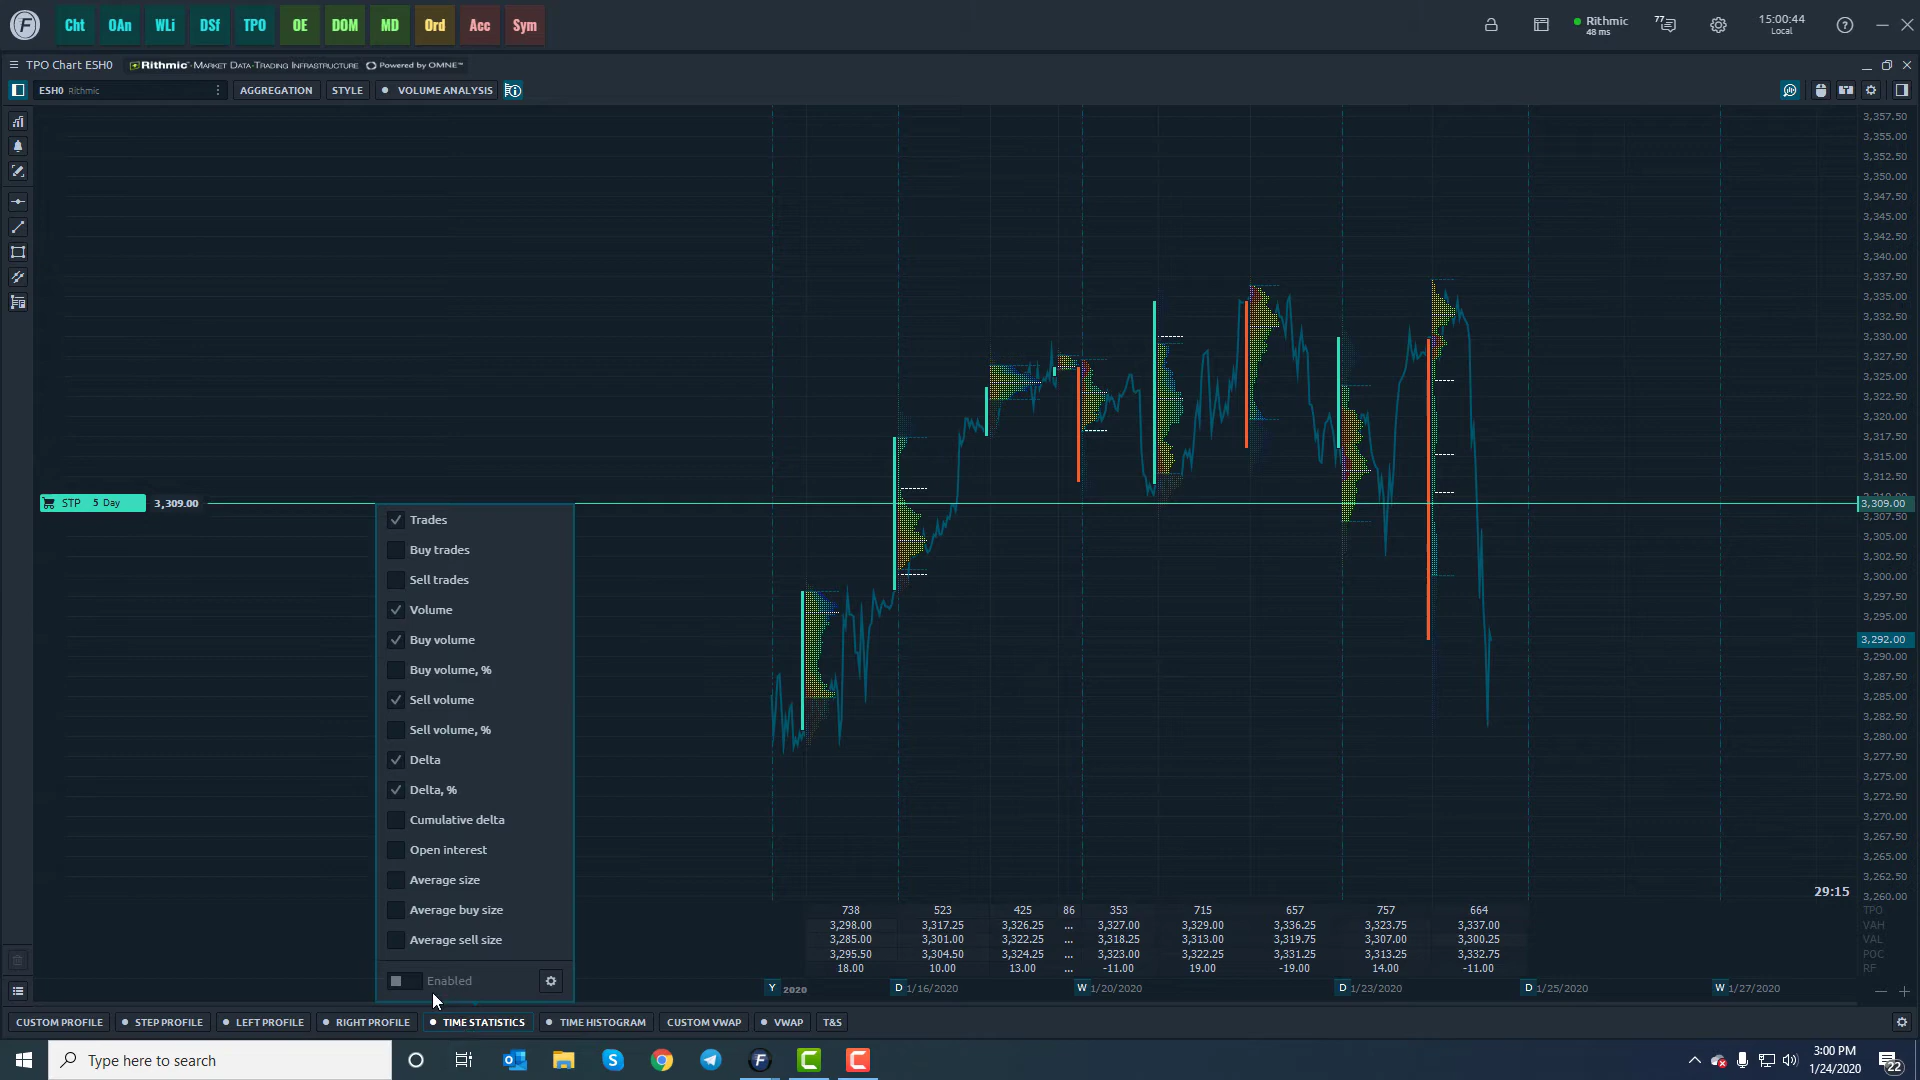 F Cht OAn WLi DSf TPO OE DOM MD Ord Acc Sym Rithmic 48 ms 77 15:00:44 Local
TPO Chart ESH0 Rithmic - Market Data-Trading Infrastructure Powered by OMNE™
ESH0 Rithmic AGGREGATION STYLE VOLUME ANALYSIS
3,357.50
3,355.00
3,352.50
3,350.00
3,347.50
3,345.00
3,342.50
3,340.00
3,337.50
3,335.00
3,332.50
3,330.00
3,327.50
3,325.00
3,322.50
3,320.00
3,317.50
3,315.00
3,312.50
STP 5 Day 3,309.00
3,309.00
3,307.50
3,305.00
3,302.50
3,300.00
3,297.50
3,295.00
3,292.00
3,290.00
3,287.50
3,285.00
3,282.50
3,280.00
3,277.50
3,275.00
3,272.50
3,270.00
3,267.50
3,265.00
3,262.50
3,260.00
Trades
Buy trades
Sell trades
Volume
Buy volume
Buy volume, %
Sell volume
Sell volume, %
Delta
Delta, %
Cumulative delta
Open interest
Average size
Average buy size
Average sell size
Enabled
29:15
738 523 425 86 353 715 657 757 664 TPO
3,298.00 3,317.25 3,326.25 ... 3,327.00 3,329.00 3,336.25 3,323.75 3,337.00 VAH
3,285.00 3,301.00 3,322.25 ... 3,318.25 3,313.00 3,319.75 3,307.00 3,300.25 VAL
3,295.50 3,304.50 3,324.25 ... 3,323.00 3,322.25 3,331.25 3,313.25 3,332.75 POC
18.00 10.00 13.00 ... -11.00 19.00 -19.00 14.00 -11.00 RF
Y 2020 D 1/16/2020 W 1/20/2020 D 1/23/2020 D 1/25/2020 W 1/27/2020
CUSTOM PROFILE STEP PROFILE LEFT PROFILE RIGHT PROFILE TIME STATISTICS TIME HISTOGRAM CUSTOM VWAP VWAP T&S
Type here to search
3:00 PM
1/24/2020
22